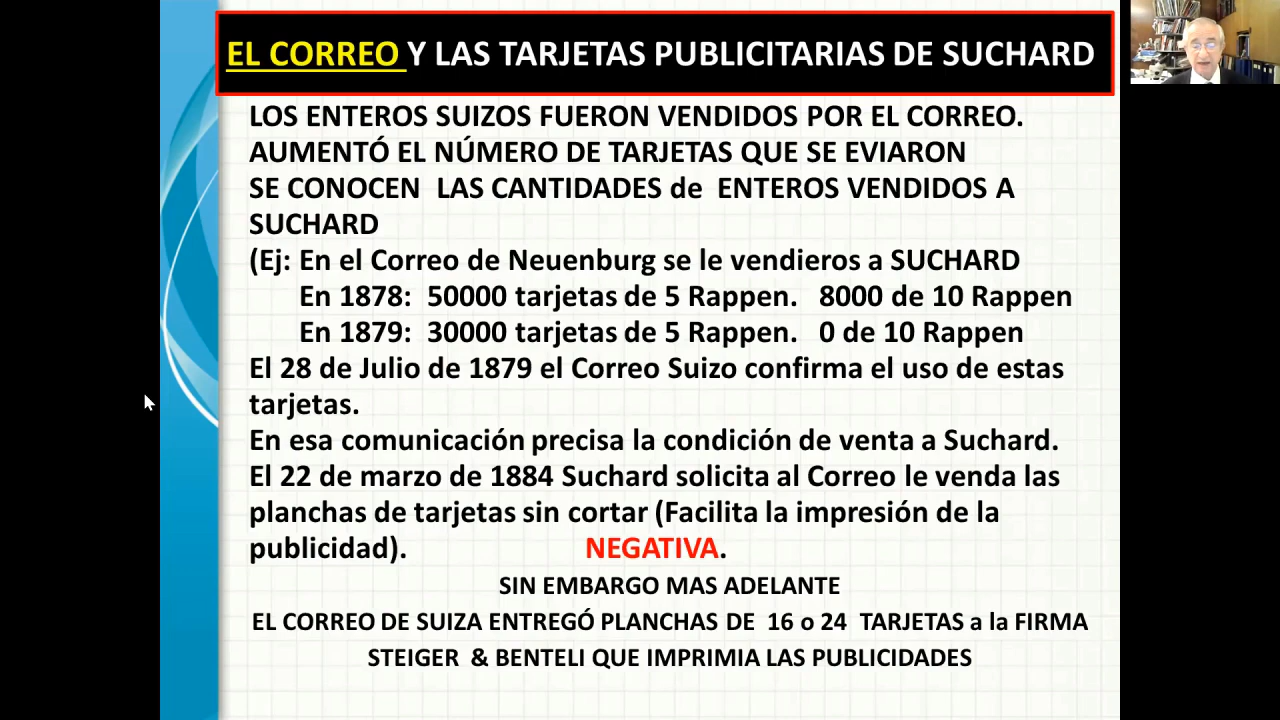 EL CORREO Y LAS TARJETAS PUBLICITARIAS DE SUCHARD
LOS ENTEROS SUIZOS FUERON VENDIDOS POR EL CORREO.
AUMENTÓ EL NÚMERO DE TARJETAS QUE SE EVIARON
SE CONOCEN LAS CANTIDADES de ENTEROS VENDIDOS A
SUCHARD
(Ej: En el Correo de Neuenburg se le vendieros a SUCHARD
En 1878: 50000 tarjetas de 5 Rappen. 8000 de 10 Rappen
En 1879: 30000 tarjetas de 5 Rappen. 0 de 10 Rappen
El 28 de Julio de 1879 el Correo Suizo confirma el uso de estas
tarjetas.
En esa comunicación precisa la condición de venta a Suchard.
El 22 de marzo de 1884 Suchard solicita al Correo le venda las
planchas de tarjetas sin cortar (Facilita la impresión de la
publicidad). NEGATIVA.
SIN EMBARGO MAS ADELANTE
EL CORREO DE SUIZA ENTREGÓ PLANCHAS DE 16 o 24 TARJETAS a la FIRMA
STEIGER & BENTELI QUE IMPRIMIA LAS PUBLICIDADES